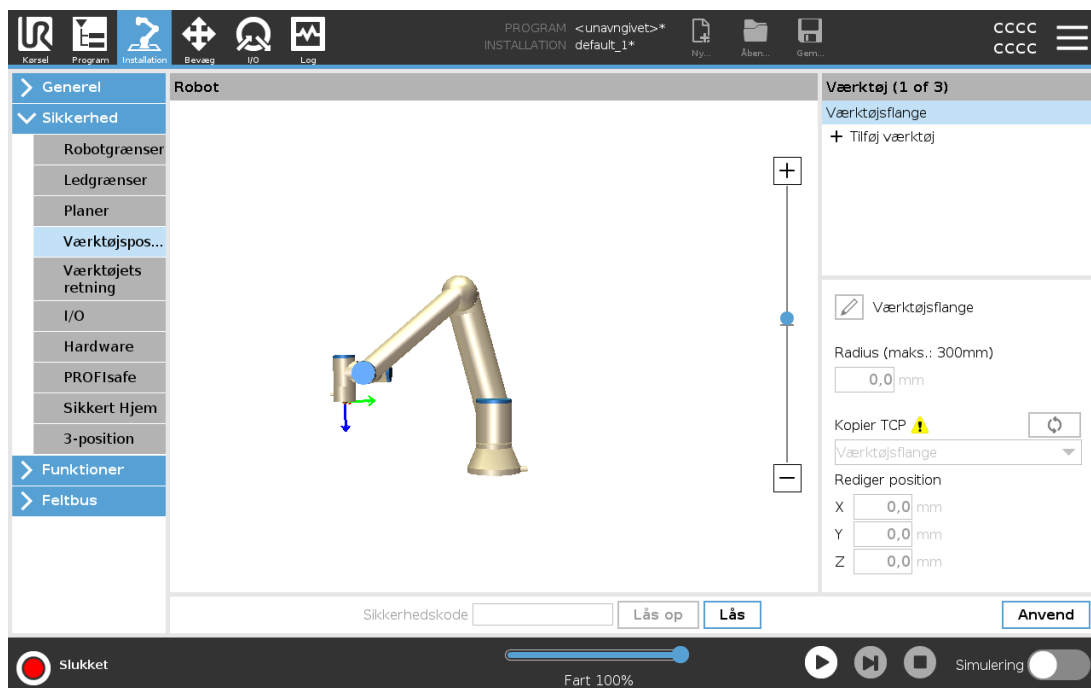 PROGRAM <unavngivet>*
INSTALLATION default_1*
CCCC
CCCC
Kørsel Program Installation Bevæg I/O Log
Ny... Åben... Gem...
Generel
Sikkerhed
Robotgrænser
Ledgrænser
Planer
Værktøjspos...
Værktøjets
retning
I/O
Hardware
PROFIsafe
Sikkert Hjem
3-position
Funktioner
Feltbus
Robot
Værktøj (1 of 3)
Værktøjsflange
Tilføj værktøj
Værktøjsflange
Radius (maks.: 300mm)
0,0 mm
Kopier TCP
Værktøjsflange
Rediger position
X 0,0 mm
Y 0,0 mm
Z 0,0 mm
Sikkerhedskode Lås op Lås Anvend
Slukket
Fart 100%
Simulering